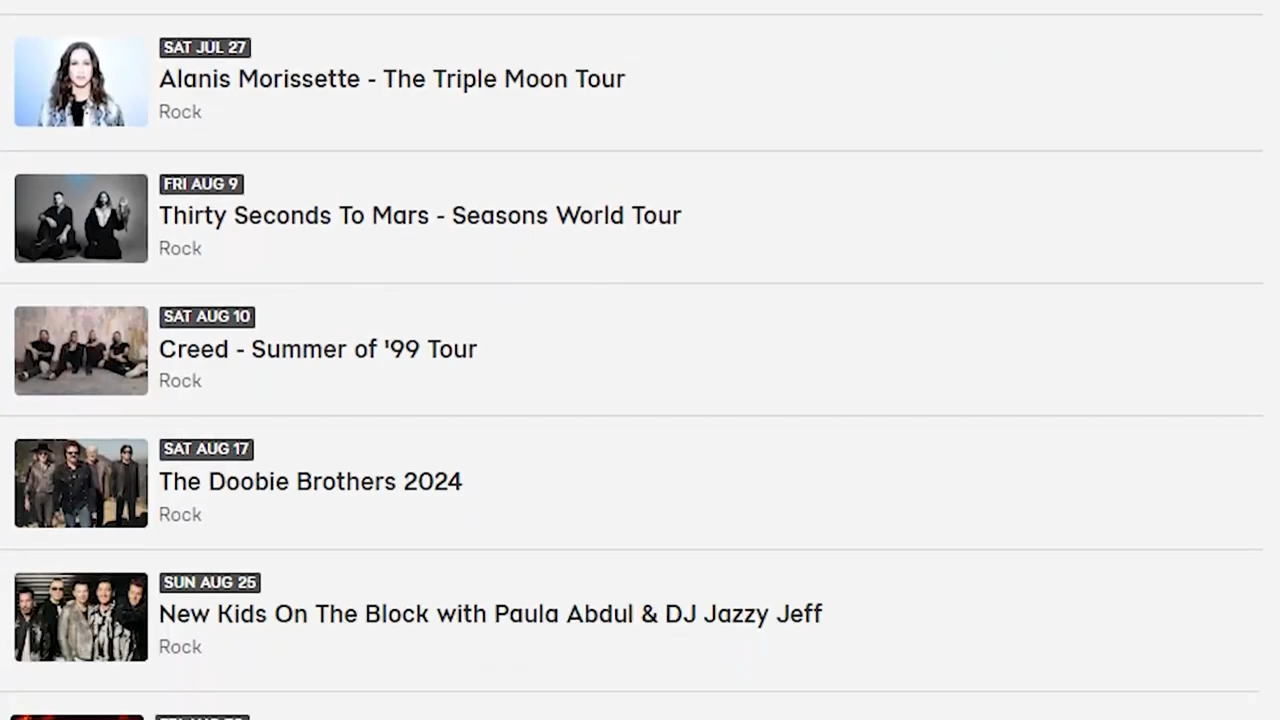 SAT JUL 27
Alanis Morissette - The Triple Moon Tour
Rock
FRI AUG 9
Thirty Seconds To Mars - Seasons World Tour
Rock
SAT AUG 10
Creed - Summer of '99 Tour
Rock
SAT AUG 17
The Doobie Brothers 2024
Rock
SUN AUG 25
New Kids On The Block with Paula Abdul & DJ Jazzy Jeff
Rock